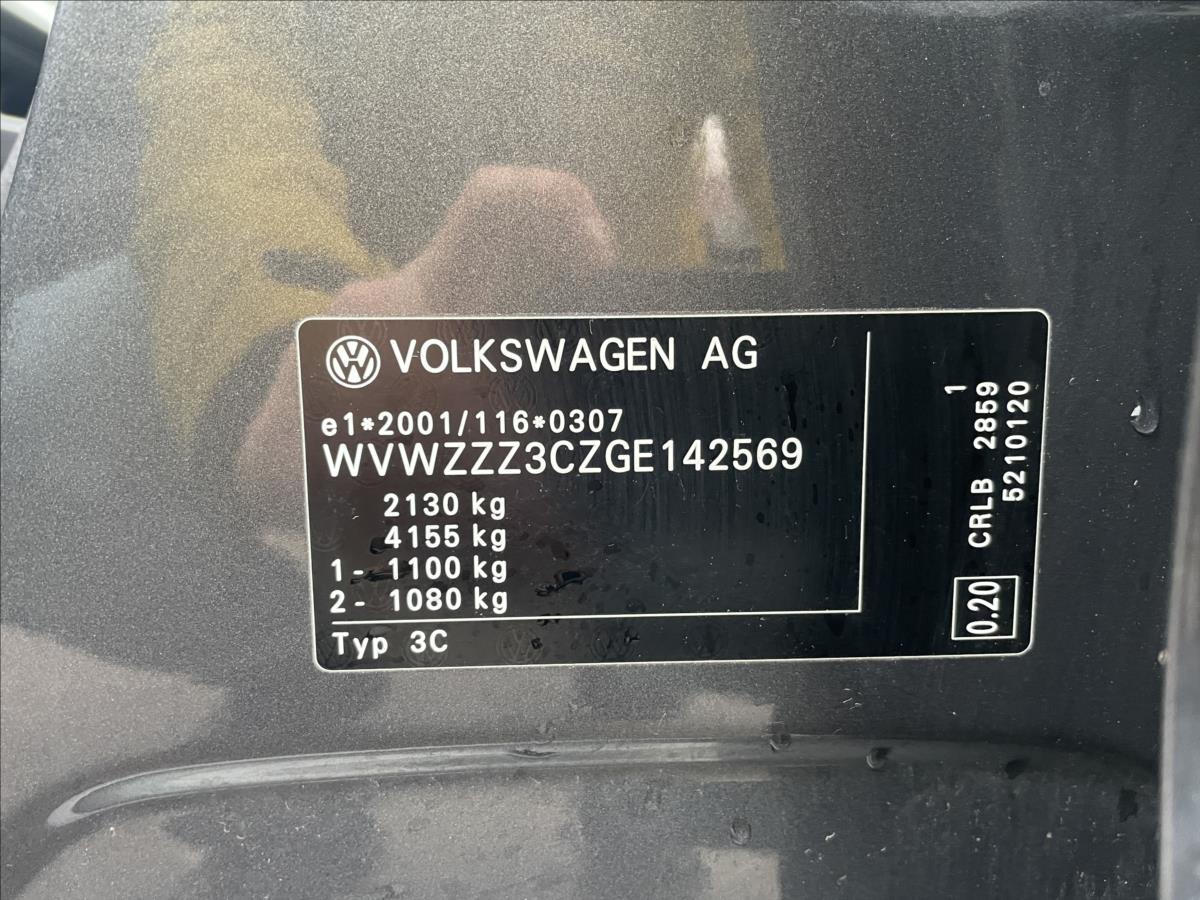 VOLKSWAGEN AG
e1*2001/116*0307
WVWZZZ3CZGE142569
2130 kg
4155 kg
1- 1100 kg
2- 1080 kg
Typ 3C
1
CRLB 2859
5210120
0.20